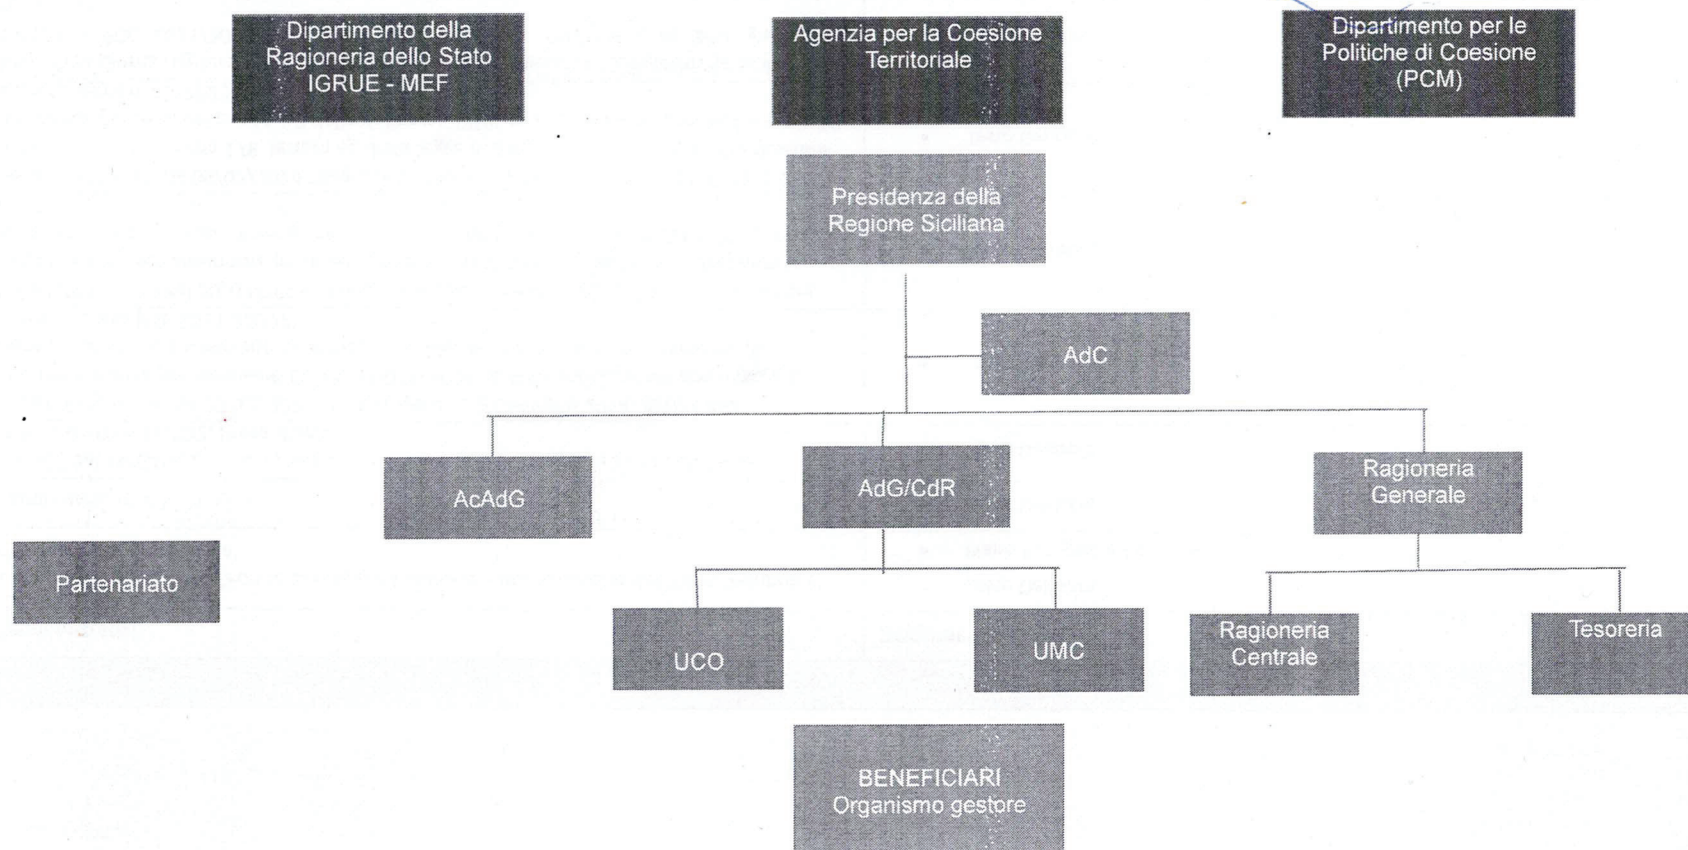 Dipartimento della
Ragioneria dello Stato
IGRUE - MEF
Agenzia per la Coesione
Territoriale
Dipartimento per le
Politiche di Coesione
(PCM)
Presidenza della
Regione Siciliana
AdC
AcAdG
AdG/CdR
Ragioneria
Generale
Partenariato
UCO
UMC
Ragioneria
Centrale
Tesoreria
BENEFICIARI
Organismo gestore